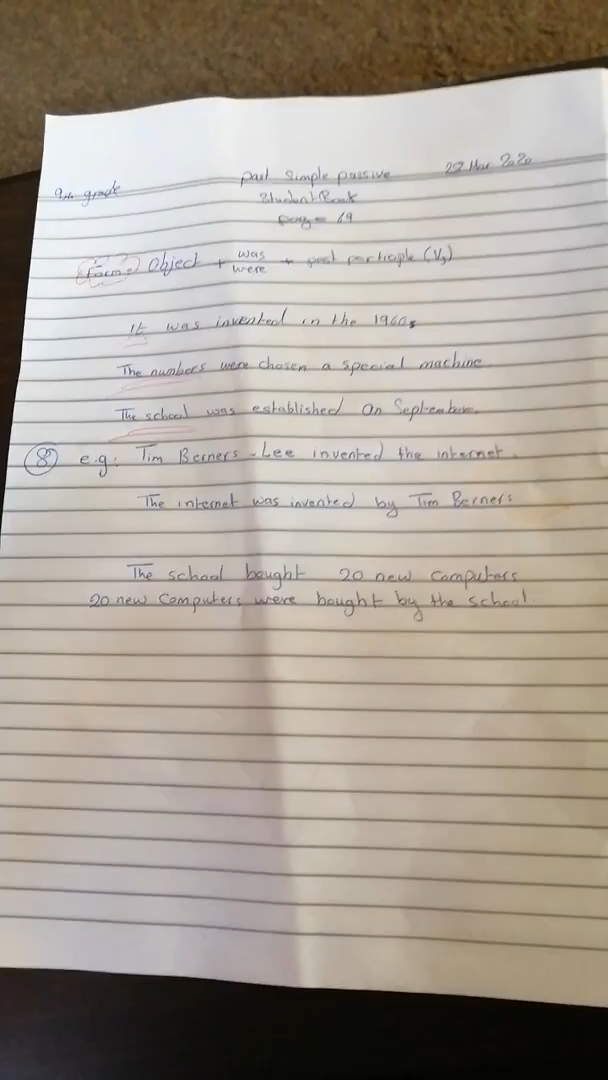 9th grade past simple passive 22 Mar 2020
Student Book
page 69
Form: Object + was + past participle (V3)
were
It was invented in the 1960s
The numbers were chosen a special machine
The school was established on September.
8 e.g: Tim Berners-Lee invented the internet.
The internet was invented by Tim Berners
The school bought 20 new computers
20 new computers were bought by the school